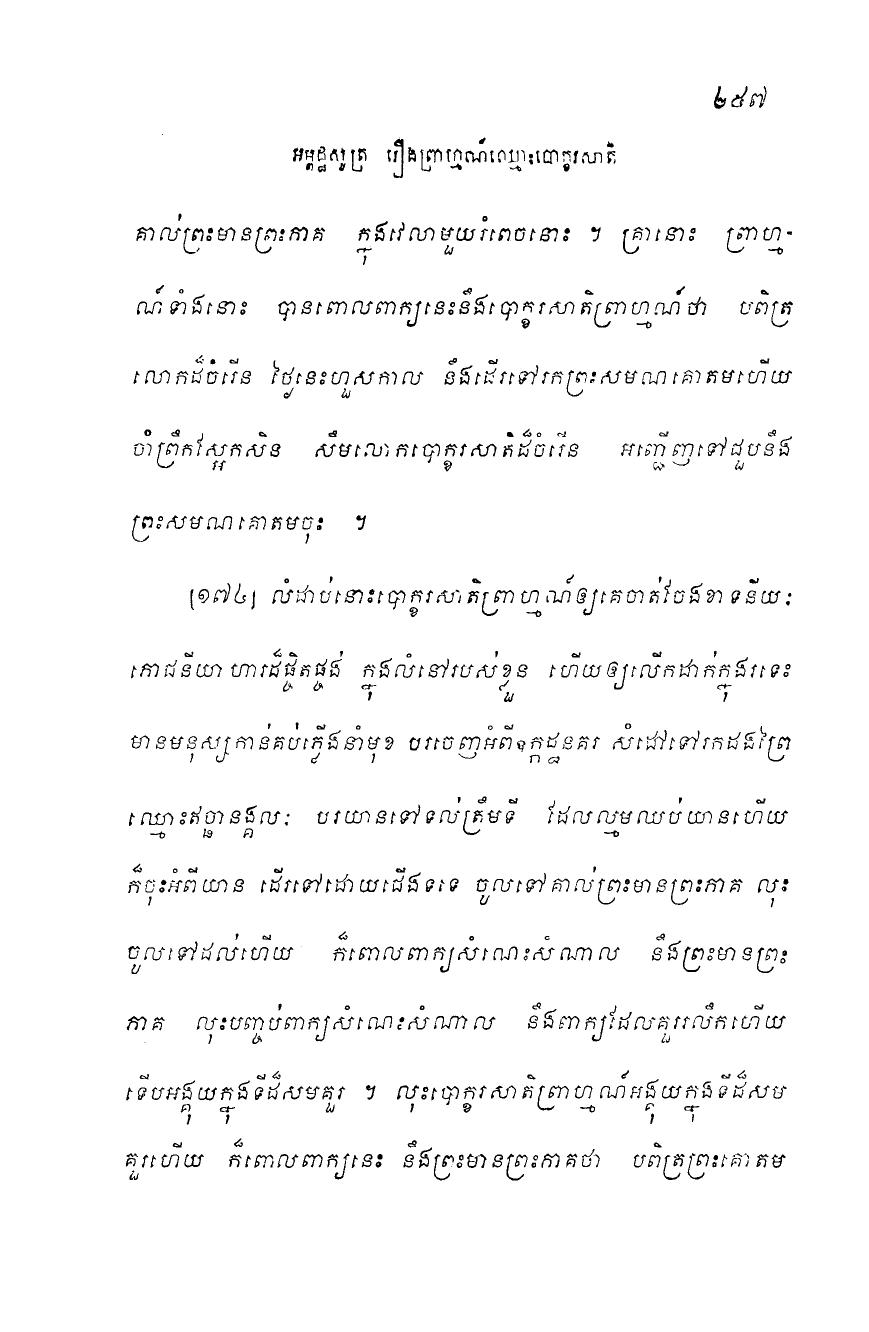 ២៥៧
អម្ពដ្ឋសូត្រ រឿងព្រាហ្មណ៍ឈ្មោះបោក្ខរសាតិ
គាល់ព្រះមានព្រះភាគ ក្នុងវេលាមួយរំពេចនោះ ។ គ្រានោះ ព្រាហ្ម-
ណ៍ទាំងនោះ បានពោលពាក្យនេះនឹងបោក្ខរសាតិព្រាហ្មណ៍ថា បពិត្រ
លោកដ៏ចំរើន ថ្ងៃនេះហួសកាល នឹងដើរទៅរកព្រះសមណគោតមហើយ
ចាំព្រឹកស្អែកសិន សឹមលោកបោក្ខរសាតិដ៏ចំរើន អញ្ជើញទៅជួបនឹង
ព្រះសមណគោតមចុះ ។
[១៧៤] លំដាប់នោះបោក្ខរសាតិព្រាហ្មណ៍ឲ្យគេចាត់ចែងខាទនីយៈ
ភោជនីយាហារដ៏ផ្ចិតផ្ចង់ ក្នុងលំនៅរបស់ខ្លួន ហើយឲ្យលើកដាក់ក្នុងរទេះ
មានមនុស្សកាន់គប់ភ្លើងនាំមុខ បរចេញអំពីឧក្កដ្ឋនគរ សំដៅទៅរកដងព្រៃ
ឈ្មោះឥច្ឆានង្គលៈ បរយានទៅទល់ត្រឹមទី ដែលល្មមឈប់យានហើយ
ក៏ចុះអំពីយាន ដើរទៅដោយជើងទទេ ចូលទៅគាល់ព្រះមានព្រះភាគ លុះ
ចូលទៅដល់ហើយ ក៏ពោលពាក្យសំណេះសំណាល នឹងព្រះមានព្រះ
ភាគ លុះបញ្ចប់ពាក្យសំណេះសំណាល នឹងពាក្យដែលគួររលឹកហើយ
ទើបអង្គុយក្នុងទីដ៏សមគួរ ។ លុះបោក្ខរសាតិព្រាហ្មណ៍អង្គុយក្នុងទីដ៏សម
គួរហើយ ក៏ពោលពាក្យនេះ នឹងព្រះមានព្រះភាគថា បពិត្រព្រះគោតម